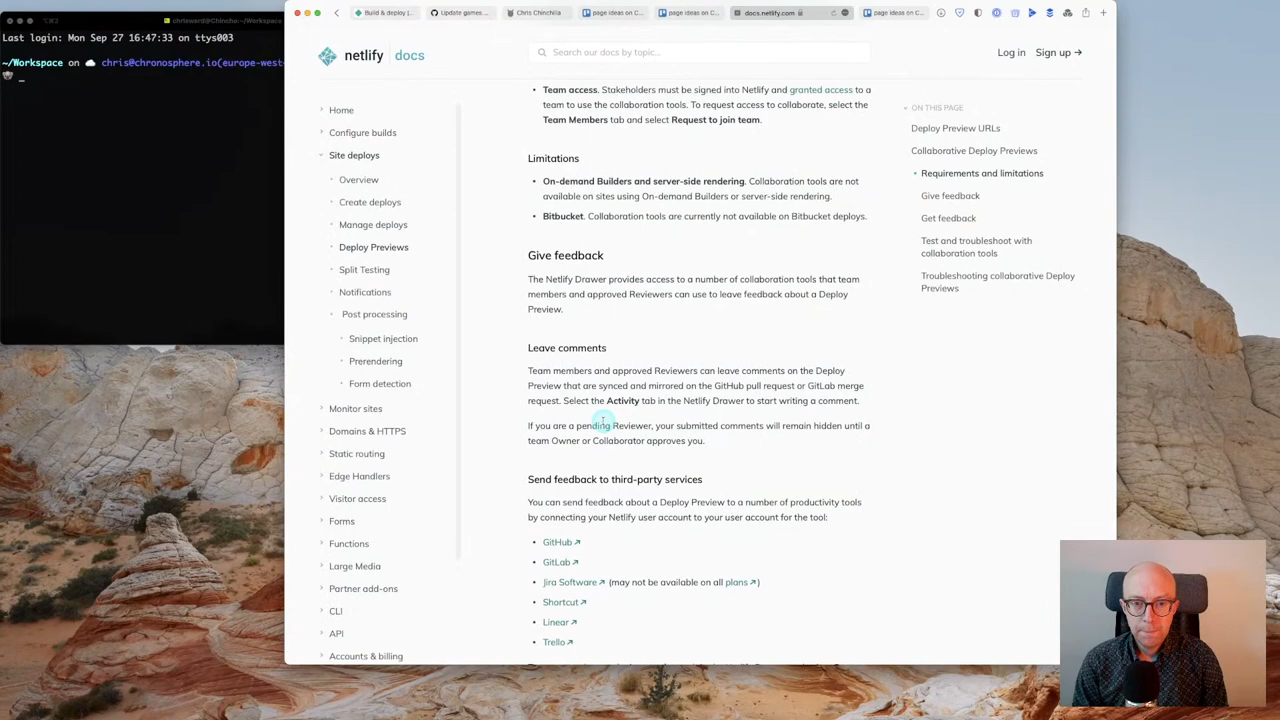 ⌥⌘2
chrisward@Chincho:~/Workspace
Last login: Mon Sep 27 16:47:33 on ttys003
~/Workspace on chris@chronosphere.io(europe-west
Build & deploy |
Update games.…
Chris Chinchilla
page ideas on C…
page ideas on C…
docs.netlify.com
page ideas on C…
netlify docs
Search our docs by topic…
Log in
Sign up →
Home
Configure builds
Site deploys
Overview
Create deploys
Manage deploys
Deploy Previews
Split Testing
Notifications
Post processing
Snippet injection
Prerendering
Form detection
Monitor sites
Domains & HTTPS
Static routing
Edge Handlers
Visitor access
Forms
Functions
Large Media
Partner add-ons
CLI
API
Accounts & billing
• Team access. Stakeholders must be signed into Netlify and granted access to a
team to use the collaboration tools. To request access to collaborate, select the
Team Members tab and select Request to join team.
Limitations
• On-demand Builders and server-side rendering. Collaboration tools are not
available on sites using On-demand Builders or server-side rendering.
• Bitbucket. Collaboration tools are currently not available on Bitbucket deploys.
Give feedback
The Netlify Drawer provides access to a number of collaboration tools that team
members and approved Reviewers can use to leave feedback about a Deploy
Preview.
Leave comments
Team members and approved Reviewers can leave comments on the Deploy
Preview that are synced and mirrored on the GitHub pull request or GitLab merge
request. Select the Activity tab in the Netlify Drawer to start writing a comment.
If you are a pending Reviewer, your submitted comments will remain hidden until a
team Owner or Collaborator approves you.
Send feedback to third-party services
You can send feedback about a Deploy Preview to a number of productivity tools
by connecting your Netlify user account to your user account for the tool:
• GitHub ↗
• GitLab ↗
• Jira Software ↗ (may not be available on all plans ↗)
• Shortcut ↗
• Linear ↗
• Trello ↗
ON THIS PAGE
Deploy Preview URLs
Collaborative Deploy Previews
Requirements and limitations
Give feedback
Get feedback
Test and troubleshoot with
collaboration tools
Troubleshooting collaborative Deploy
Previews